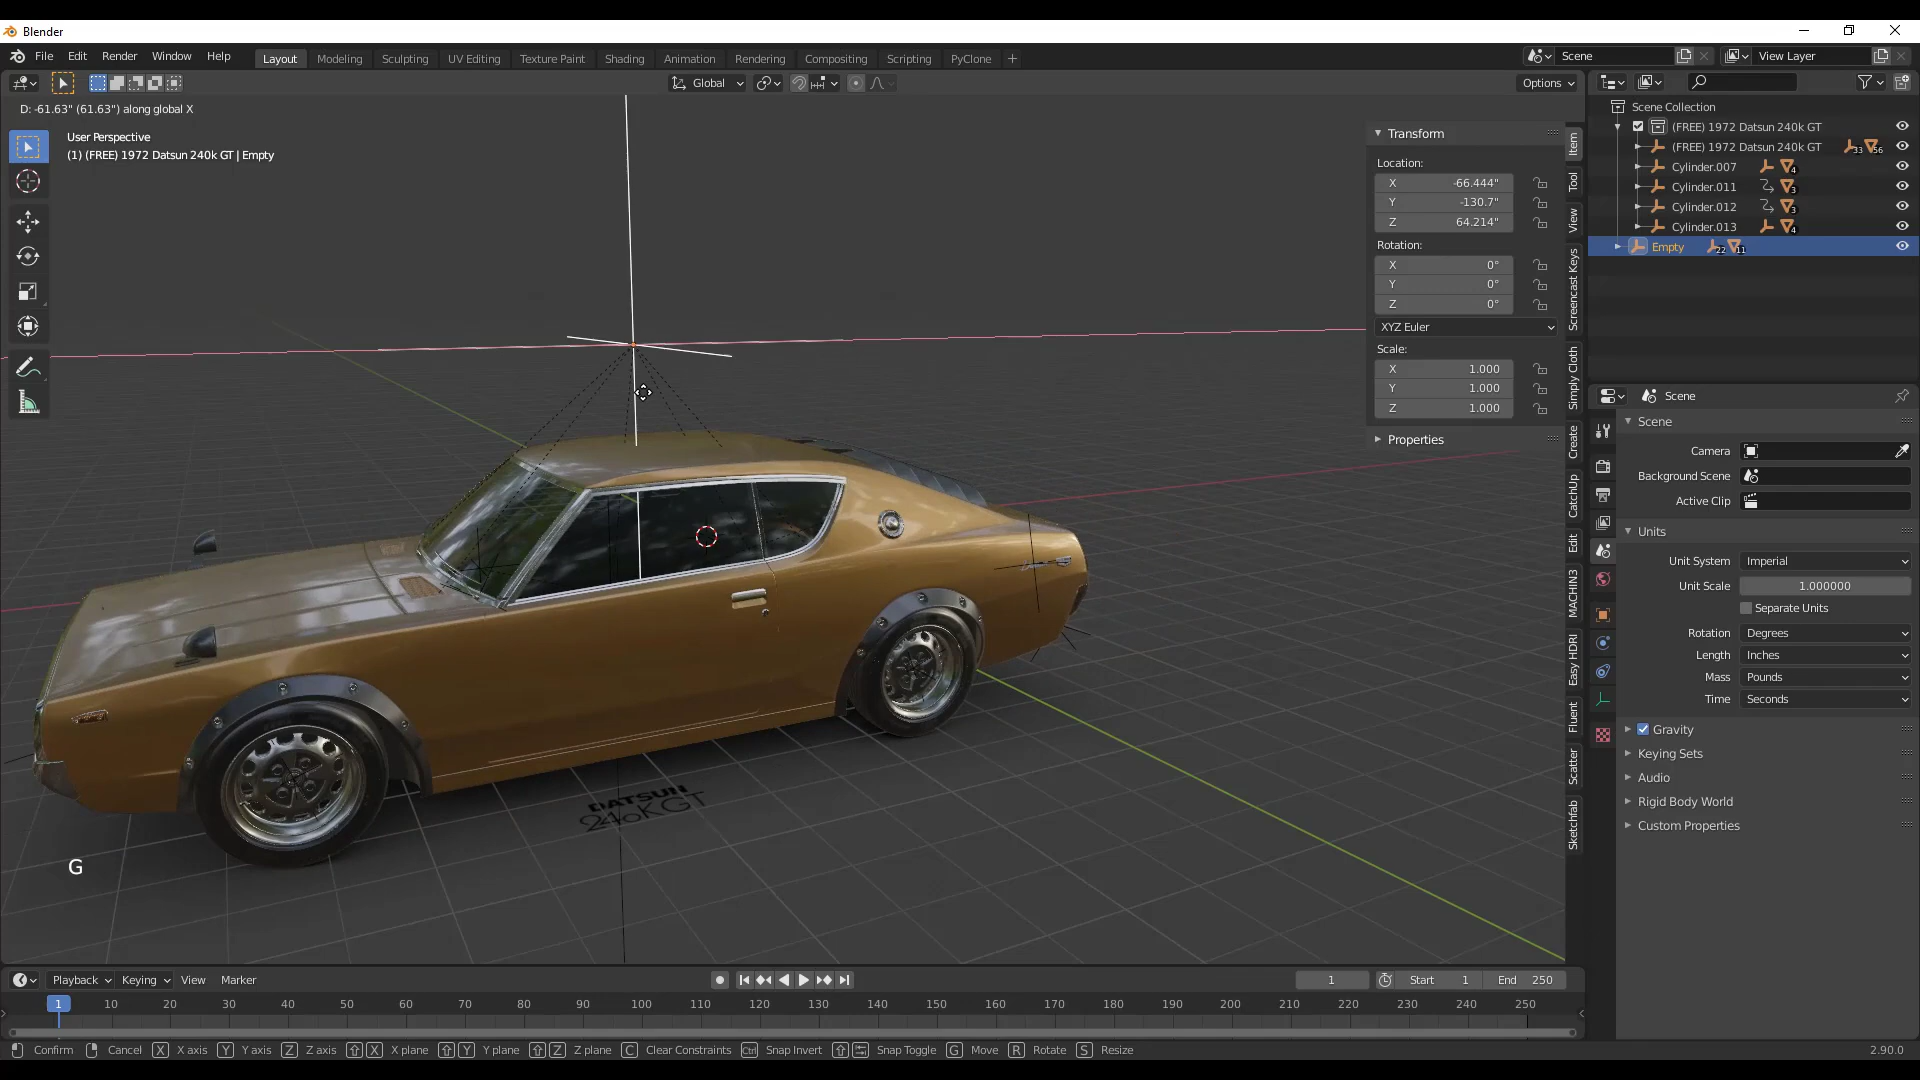 Blender
File Edit Render Window Help
Layout Modeling Sculpting UV Editing Texture Paint Shading Animation Rendering Compositing Scripting PyClone +
Scene
View Layer
Global
Options
D: -61.63" (61.63") along global X
User Perspective
(1) (FREE) 1972 Datsun 240k GT | Empty
Transform
Location:
X -66.444"
Y -130.7"
Z 64.214"
Rotation:
X 0°
Y 0°
Z 0°
XYZ Euler
Scale:
X 1.000
Y 1.000
Z 1.000
Properties
Item
Tool
View
Screencast Keys
Simply Cloth
Create
CatchUp
Edit
MACHIN3
Easy HDRI
Fluent
Scatter
Sketchfab
Scene Collection
(FREE) 1972 Datsun 240k GT
(FREE) 1972 Datsun 240k GT 33 56
Cylinder.007 4
Cylinder.011 3
Cylinder.012 3
Cylinder.013 4
Empty 22 11
Scene
Scene
Camera
Background Scene
Active Clip
Units
Unit System Imperial
Unit Scale 1.000000
Separate Units
Rotation Degrees
Length Inches
Mass Pounds
Time Seconds
Gravity
Keying Sets
Audio
Rigid Body World
Custom Properties
DATSUN
240KGT
G
Playback Keying View Marker
1 Start 1 End 250
1 10 20 30 40 50 60 70 80 90 100 110 120 130 140 150 160 170 180 190 200 210 220 230 240 250
Confirm Cancel X X axis Y Y axis Z Z axis X X plane Y Y plane Z Z plane C Clear Constraints Ctrl Snap Invert Snap Toggle G Move R Rotate S Resize 2.90.0